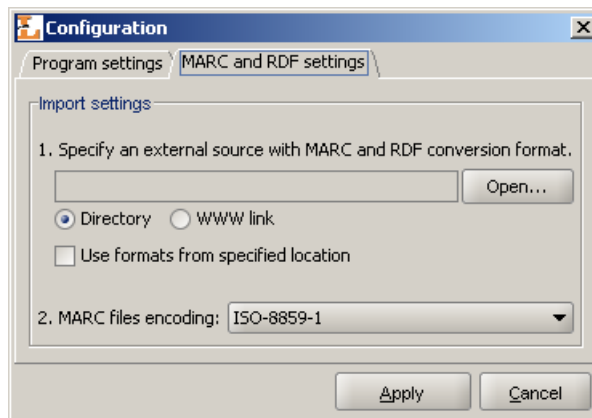 Configuration
Program settings
MARC and RDF settings
Import settings
1. Specify an external source with MARC and RDF conversion format.
Open...
Directory
WWW link
Use formats from specified location
2. MARC files encoding: ISO-8859-1
Apply
Cancel